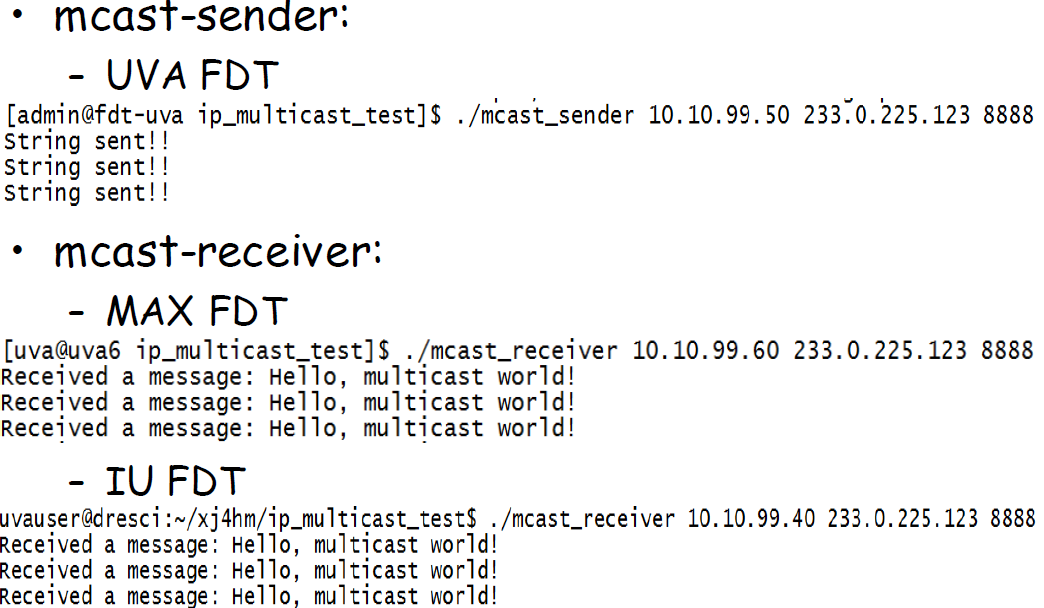 • mcast-sender:
– UVA FDT
[admin@fdt-uva ip_multicast_test]$ ./mcast_sender 10.10.99.50 233.0.225.123 8888
String sent!!
String sent!!
String sent!!
• mcast-receiver:
– MAX FDT
[uva@uva6 ip_multicast_test]$ ./mcast_receiver 10.10.99.60 233.0.225.123 8888
Received a message: Hello, multicast world!
Received a message: Hello, multicast world!
Received a message: Hello, multicast world!
– IU FDT
uvauser@dresci:~/xj4hm/ip_multicast_test$ ./mcast_receiver 10.10.99.40 233.0.225.123 8888
Received a message: Hello, multicast world!
Received a message: Hello, multicast world!
Received a message: Hello, multicast world!